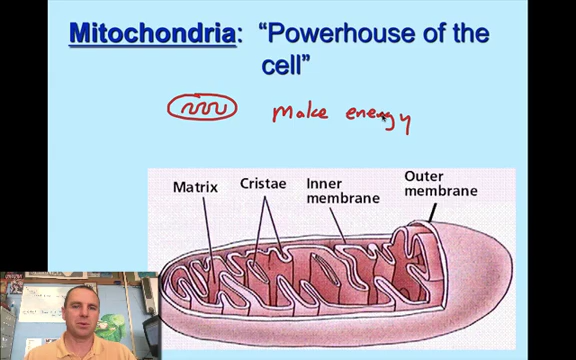 Mitochondria: “Powerhouse of the
cell”
make energy
Matrix
Cristae
Inner
membrane
Outer
membrane